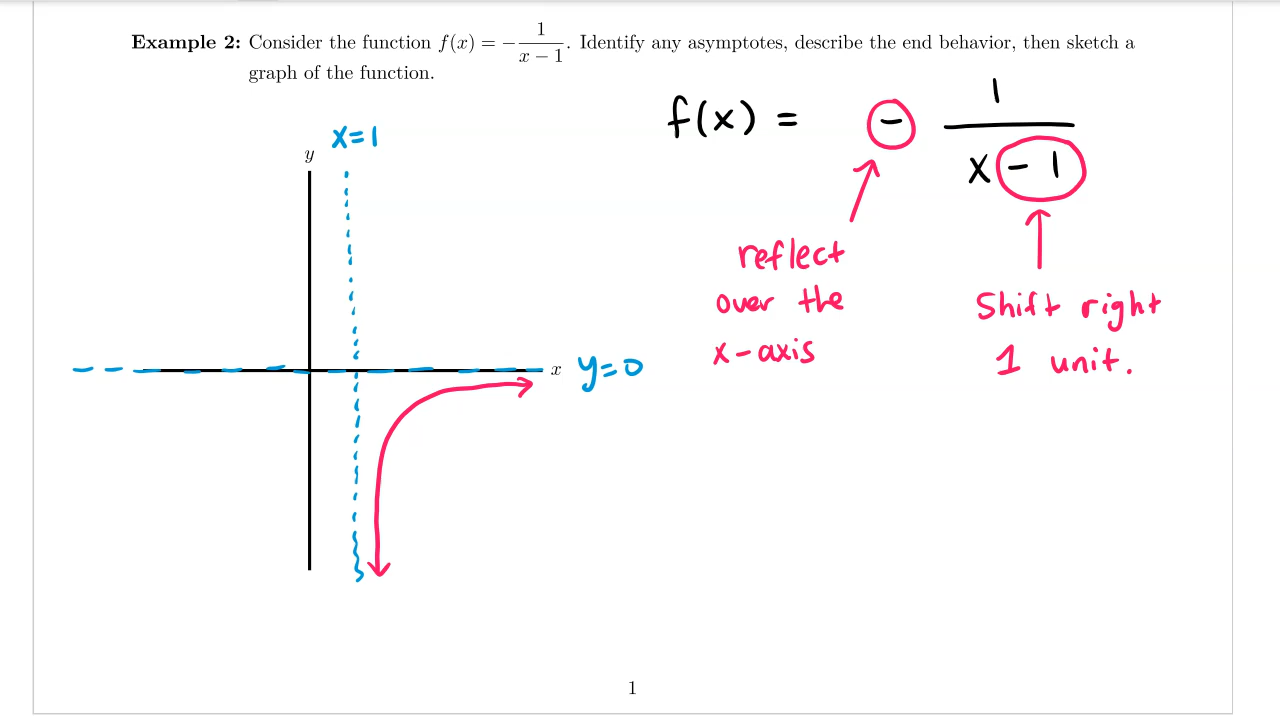 Example 2: Consider the function f(x) = −1/(x − 1). Identify any asymptotes, describe the end behavior, then sketch a
graph of the function.
f(x) = − 1/(x − 1)
x=1
y
reflect
over the
x-axis
Shift right
1 unit.
x
y=0
1